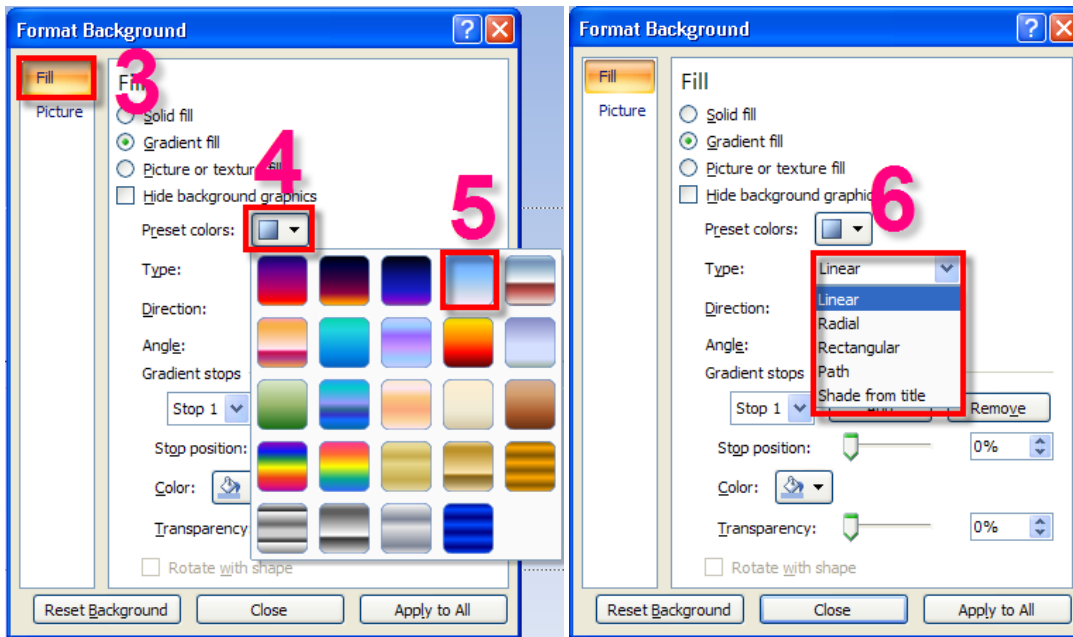 Format Background
?
3
Fill
Picture
Fill
Solid fill
Gradient fill
Picture or texture fill
Hide background graphics
4
5
Preset colors:
Type:
Direction:
Angle:
Gradient stops
Stop 1
Stop position:
Color:
Transparency
Rotate with shape
Reset Background
Close
Apply to All
Format Background
?
Fill
Picture
Fill
Solid fill
Gradient fill
Picture or texture fill
Hide background
6
Preset colors:
Type: Linear
Linear
Radial
Rectangular
Path
Shade from title
Direction:
Angle:
Gradient stops
Stop 1
Remove
Stop position: 0%
Color:
Transparency: 0%
Rotate with shape
Reset Background
Close
Apply to All